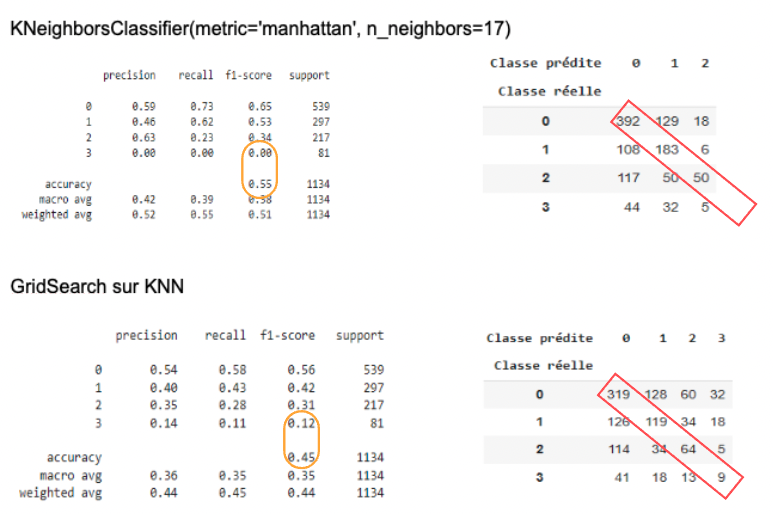 KNeighborsClassifier(metric='manhattan', n_neighbors=17)
precision recall f1-score support
0 0.59 0.73 0.65 539
1 0.46 0.62 0.53 297
2 0.63 0.23 0.34 217
3 0.00 0.00 0.00 81
accuracy 0.55 1134
macro avg 0.42 0.39 0.38 1134
weighted avg 0.52 0.55 0.51 1134
Classe prédite 0 1 2
Classe réelle
0 392 129 18
1 108 183 6
2 117 50 50
3 44 32 5
GridSearch sur KNN
precision recall f1-score support
0 0.54 0.58 0.56 539
1 0.40 0.43 0.42 297
2 0.35 0.28 0.31 217
3 0.14 0.11 0.12 81
accuracy 0.45 1134
macro avg 0.36 0.35 0.35 1134
weighted avg 0.44 0.45 0.44 1134
Classe prédite 0 1 2 3
Classe réelle
0 319 128 60 32
1 126 119 34 18
2 114 34 64 5
3 41 18 13 9